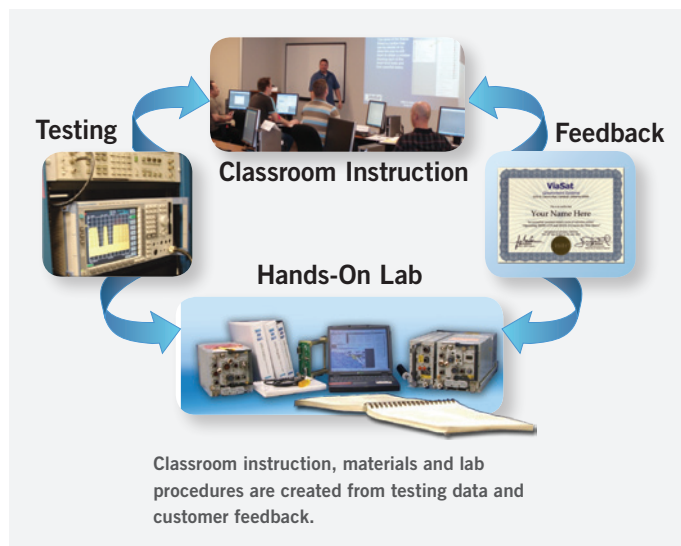 Testing
Classroom Instruction
Feedback
ViaSat
Your Name Here
Hands-On Lab
Classroom instruction, materials and lab
procedures are created from testing data and
customer feedback.